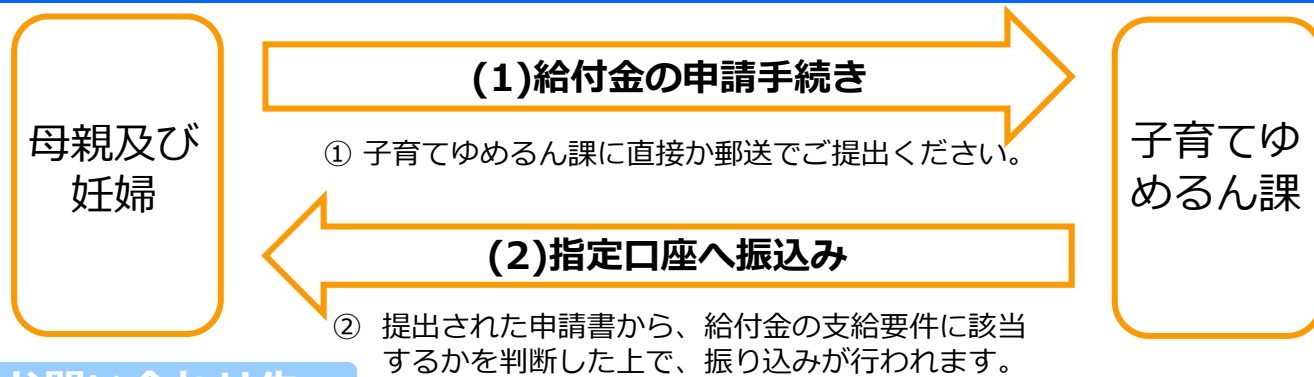 母親及び
妊婦
(1)給付金の申請手続き
① 子育てゆめるん課に直接か郵送でご提出ください。
(2)指定口座へ振込み
② 提出された申請書から、給付金の支給要件に該当
するかを判断した上で、振り込みが行われます。
子育てゆ
めるん課